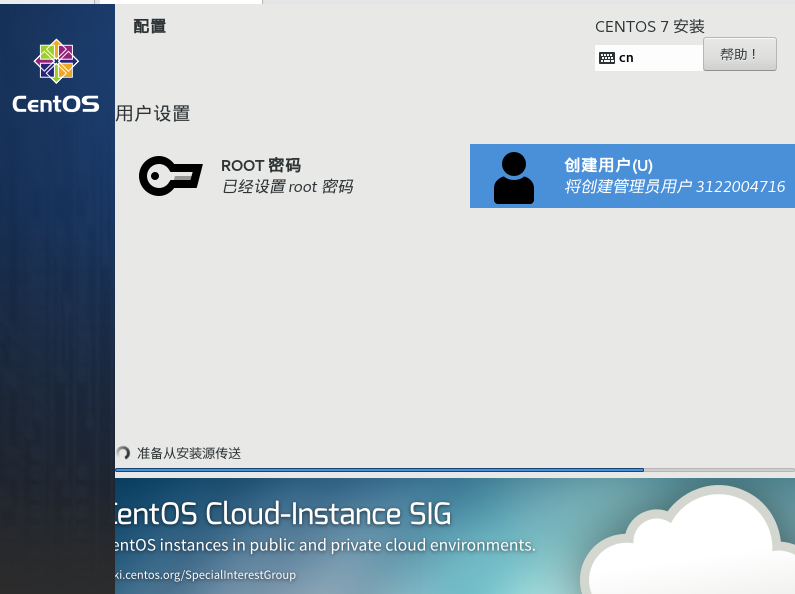 配置
CENTOS 7 安装
cn
帮助！
CentOS
用户设置
ROOT 密码
已经设置 root 密码
创建用户(U)
将创建管理员用户 3122004716
准备从安装源传送
entOS Cloud-Instance SIG
entOS instances in public and private cloud environments.
ki.centos.org/SpecialInterestGroup